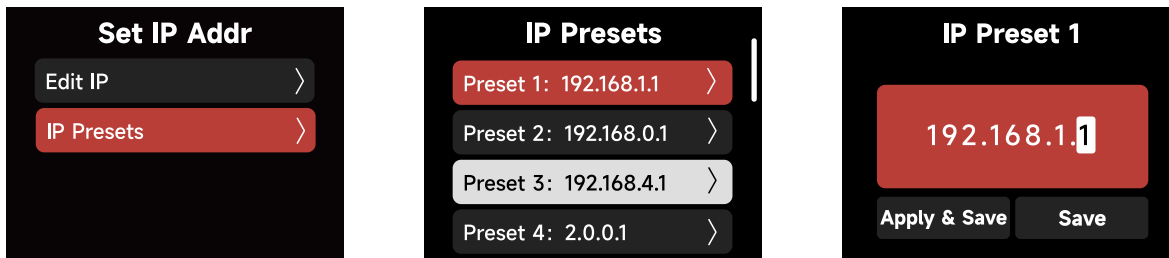 Set IP Addr
Edit IP
IP Presets
IP Presets
Preset 1: 192.168.1.1
Preset 2: 192.168.0.1
Preset 3: 192.168.4.1
Preset 4: 2.0.0.1
IP Preset 1
192.168.1.1
Apply & Save
Save